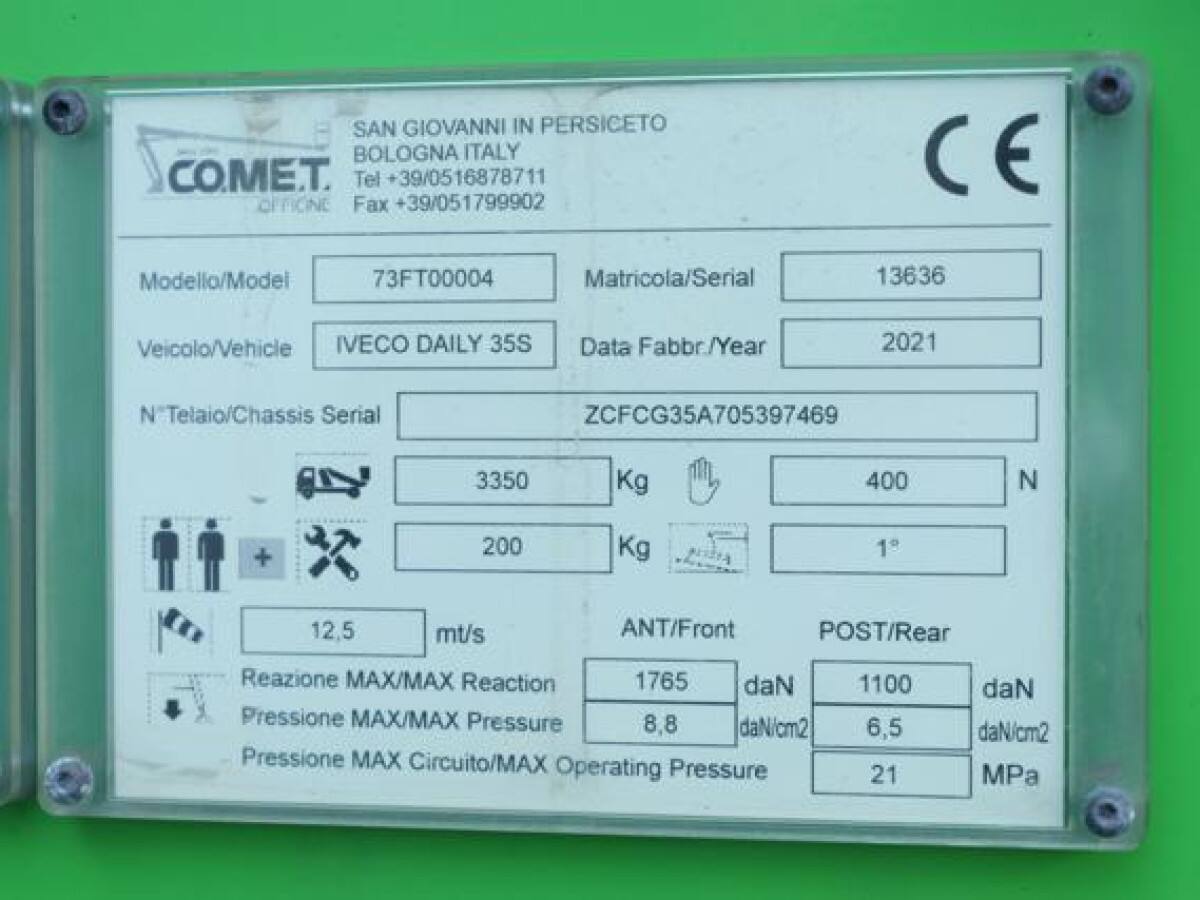 SAN GIOVANNI IN PERSICETO
BOLOGNA ITALY
CO.ME.T.
OFFICINE
Tel +39/0516878711
Fax +39/051799902
CE
Modello/Model 73FT00004 Matricola/Serial 13636
Veicolo/Vehicle IVECO DAILY 35S Data Fabbr./Year 2021
N°Telaio/Chassis Serial ZCFCG35A705397469
3350 Kg 400 N
+ 200 Kg 1°
12,5 mt/s ANT/Front POST/Rear
Reazione MAX/MAX Reaction 1765 daN 1100 daN
Pressione MAX/MAX Pressure 8,8 daN/cm2 6,5 daN/cm2
Pressione MAX Circuito/MAX Operating Pressure 21 MPa